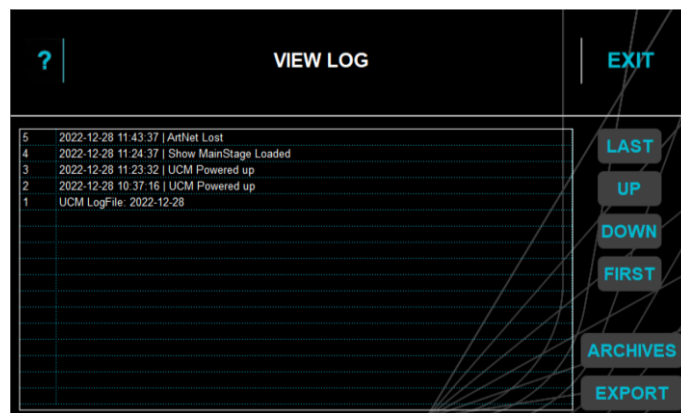 ? VIEW LOG EXIT
5 2022-12-28 11:43:37 | ArtNet Lost
4 2022-12-28 11:24:37 | Show MainStage Loaded
3 2022-12-28 11:23:32 | UCM Powered up
2 2022-12-28 10:37:16 | UCM Powered up
1 UCM LogFile: 2022-12-28
LAST
UP
DOWN
FIRST
ARCHIVES
EXPORT